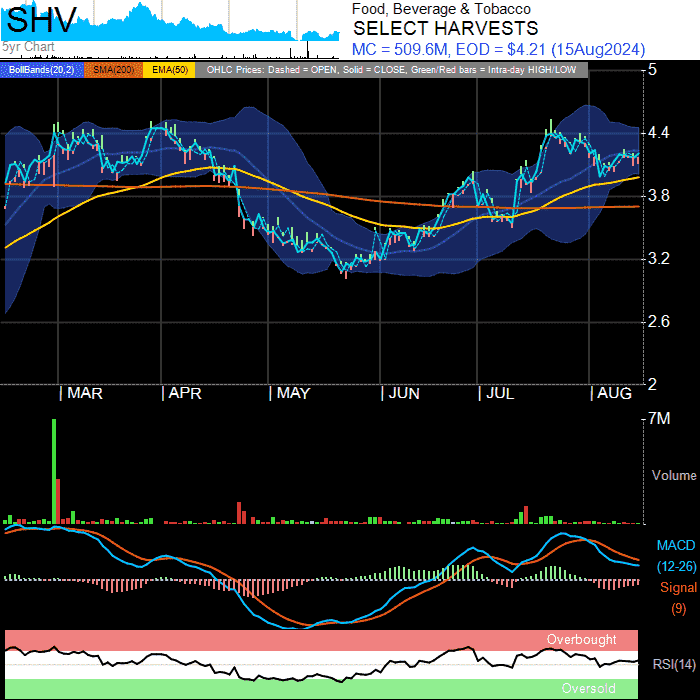 SHV
5yr Chart
Food, Beverage & Tobacco
SELECT HARVESTS
MC = 509.6M, EOD = $4.21 (15Aug2024)
BollBands(20,2) SMA(200) EMA(50) OHLC Prices: Dashed = OPEN, Solid = CLOSE, Green/Red bars = Intra-day HIGH/LOW
5
4.4
3.8
3.2
2.6
2
MAR APR MAY JUN JUL AUG
7M
Volume
MACD
(12-26)
Signal
(9)
Overbought
RSI(14)
Oversold